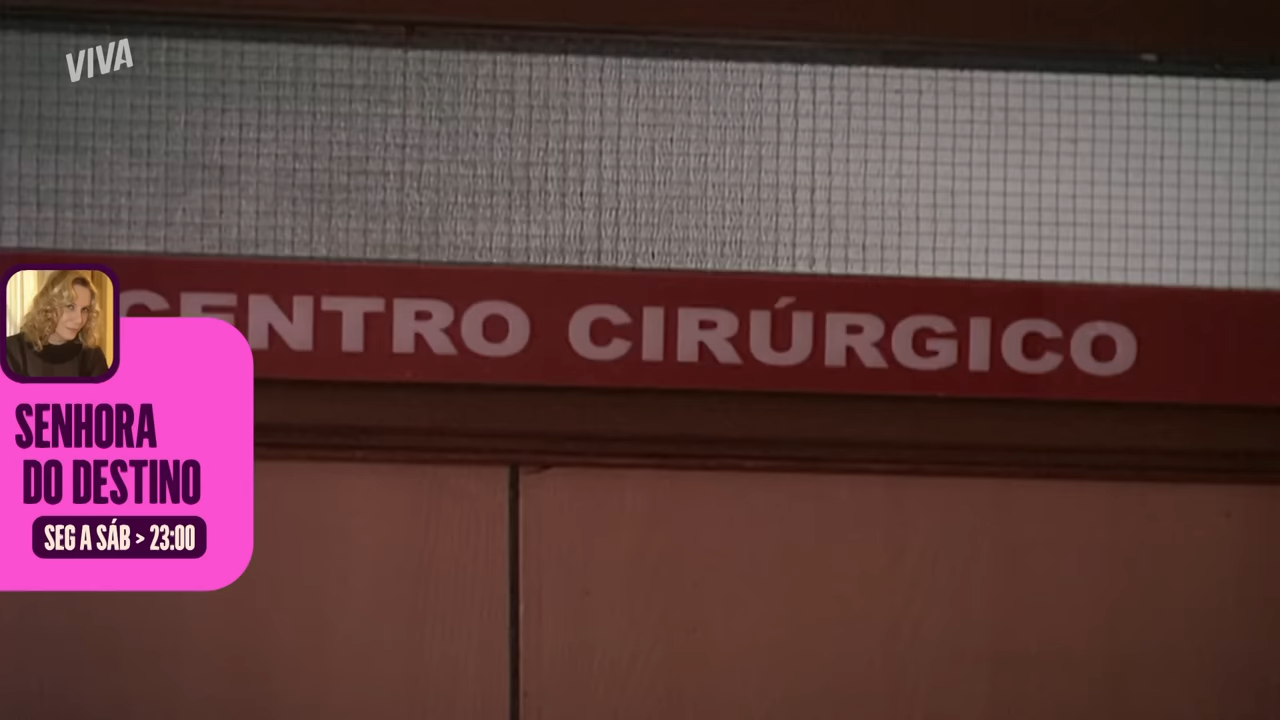 VIVA
CENTRO CIRÚRGICO
SENHORA
DO DESTINO
SEG A SÁB > 23:00